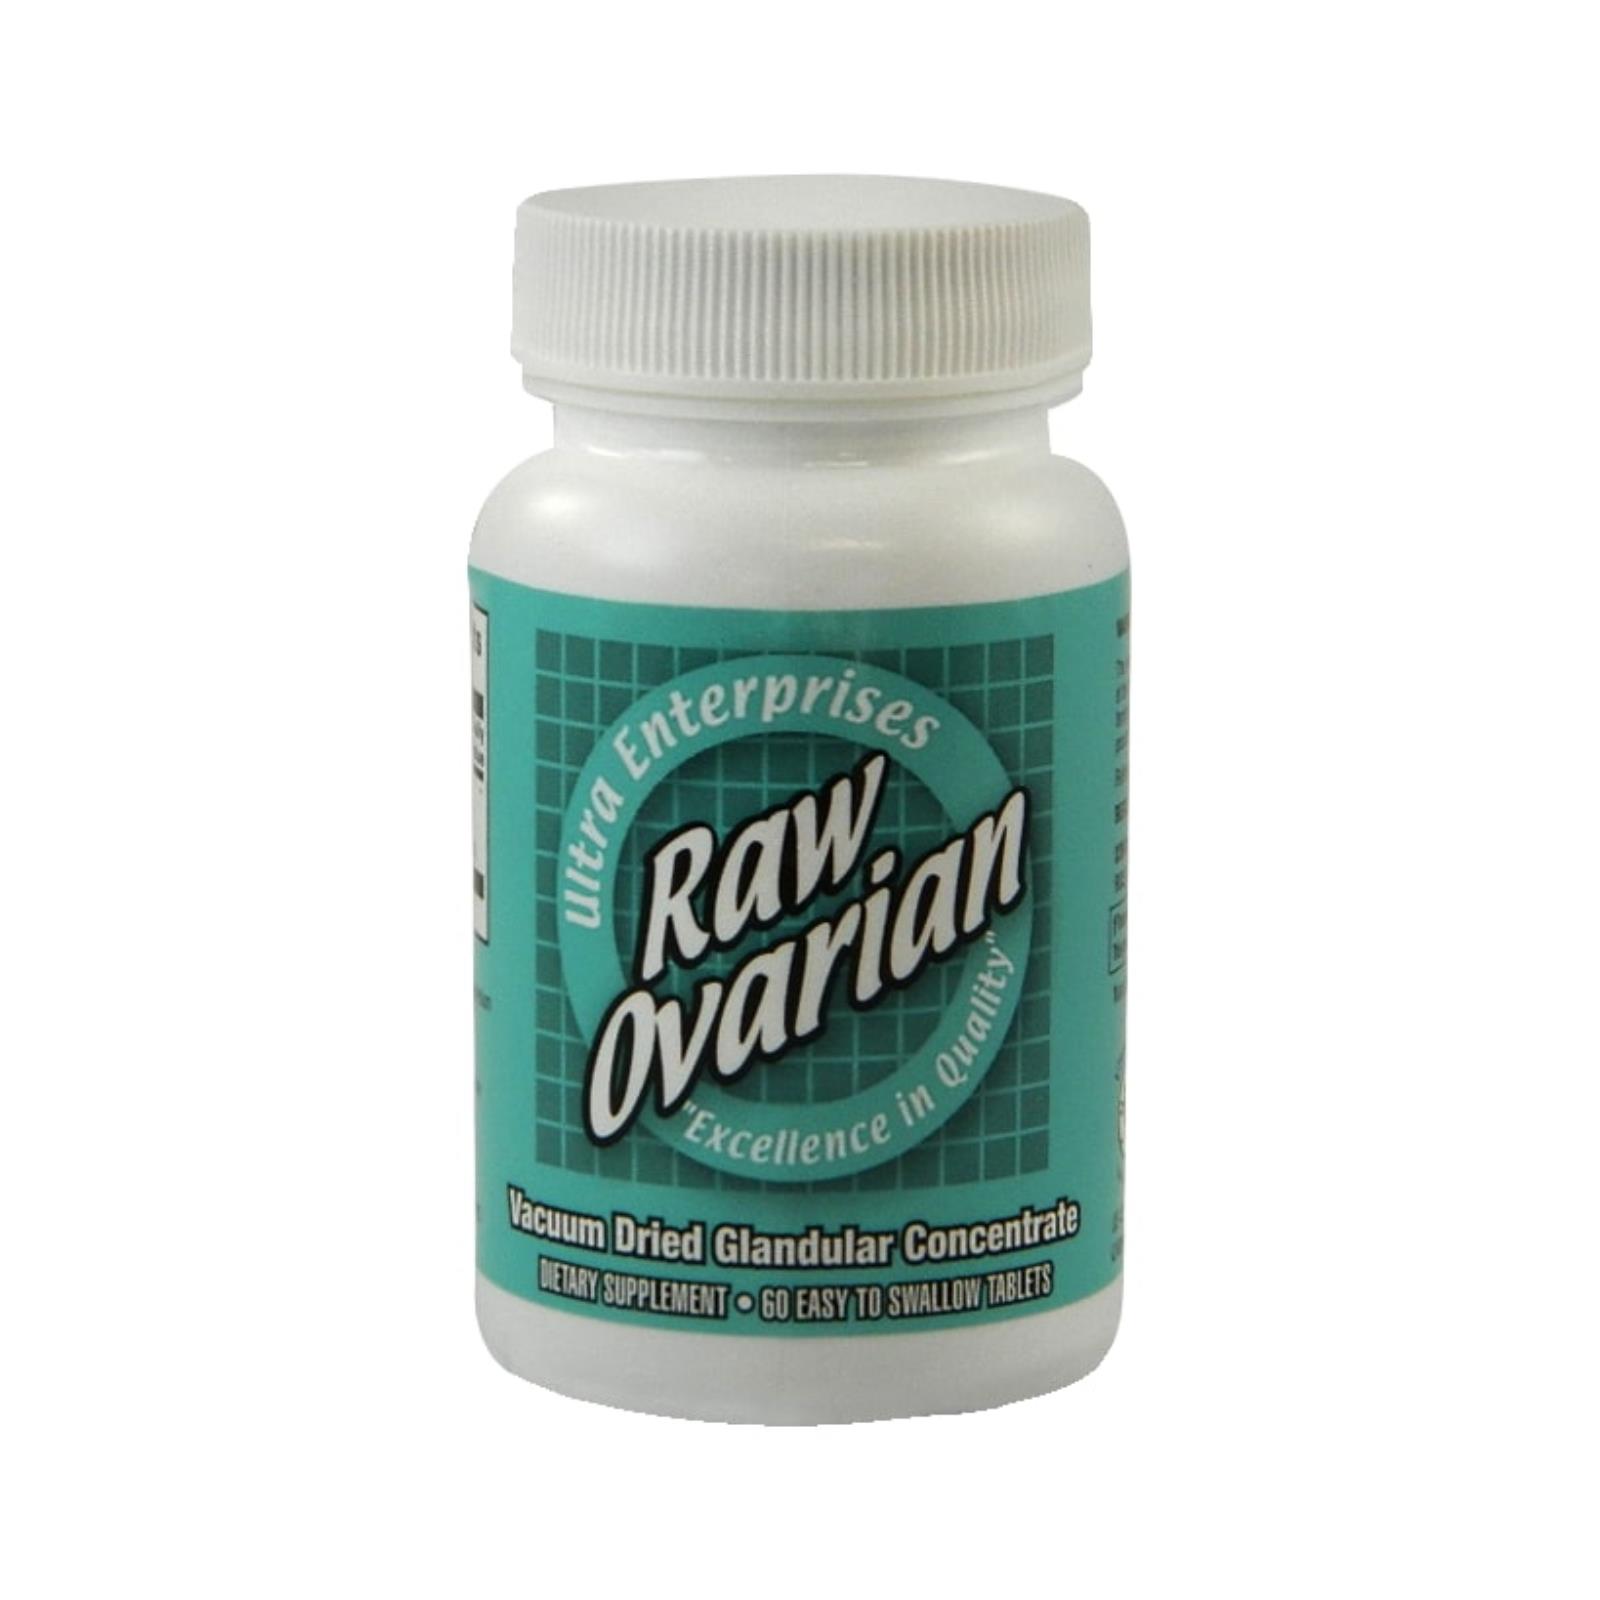 Ultra Enterprises
Raw
Ovarian
"Excellence in Quality"
Vacuum Dried Glandular Concentrate
DIETARY SUPPLEMENT • 60 EASY TO SWALLOW TABLETS